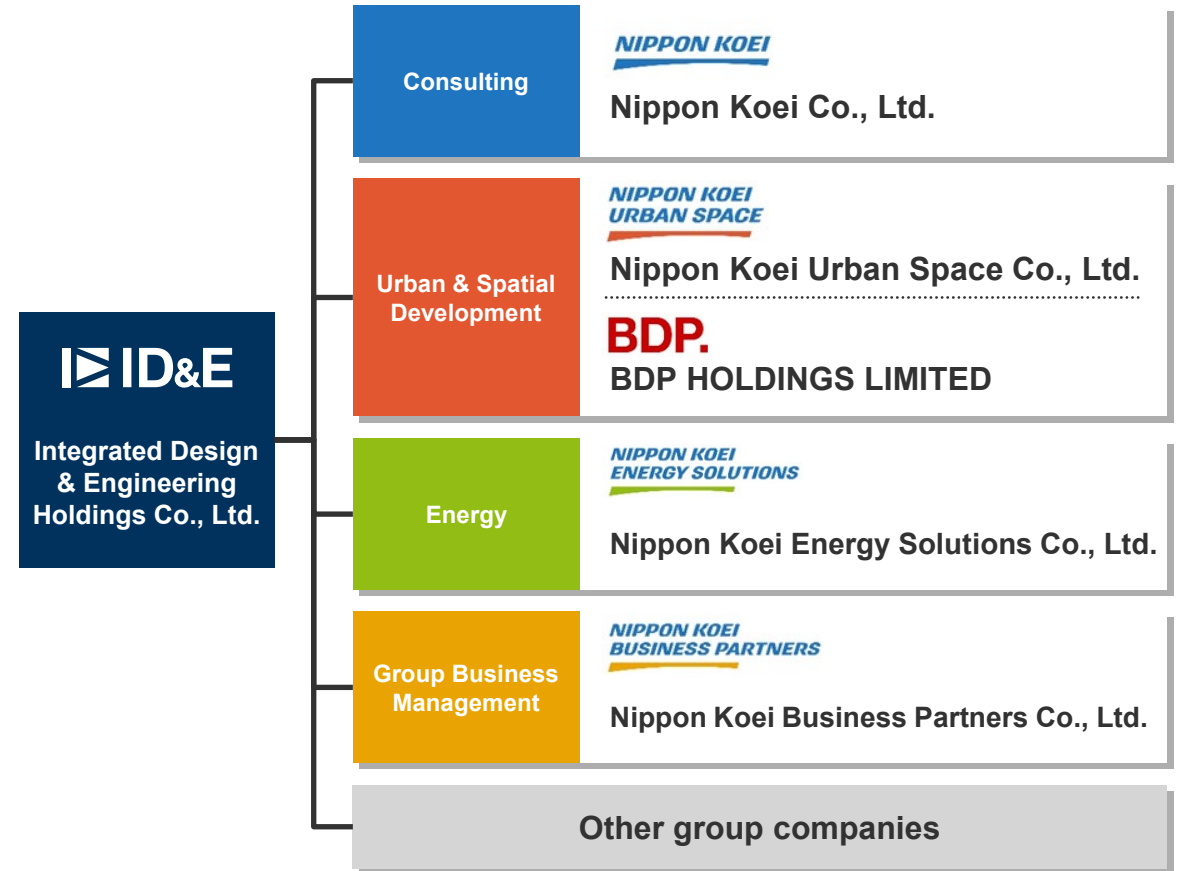 ID&E
Integrated Design
& Engineering
Holdings Co., Ltd.
Consulting
NIPPON KOEI
Nippon Koei Co., Ltd.
Urban & Spatial
Development
NIPPON KOEI
URBAN SPACE
Nippon Koei Urban Space Co., Ltd.
BDP.
BDP HOLDINGS LIMITED
Energy
NIPPON KOEI
ENERGY SOLUTIONS
Nippon Koei Energy Solutions Co., Ltd.
Group Business
Management
NIPPON KOEI
BUSINESS PARTNERS
Nippon Koei Business Partners Co., Ltd.
Other group companies